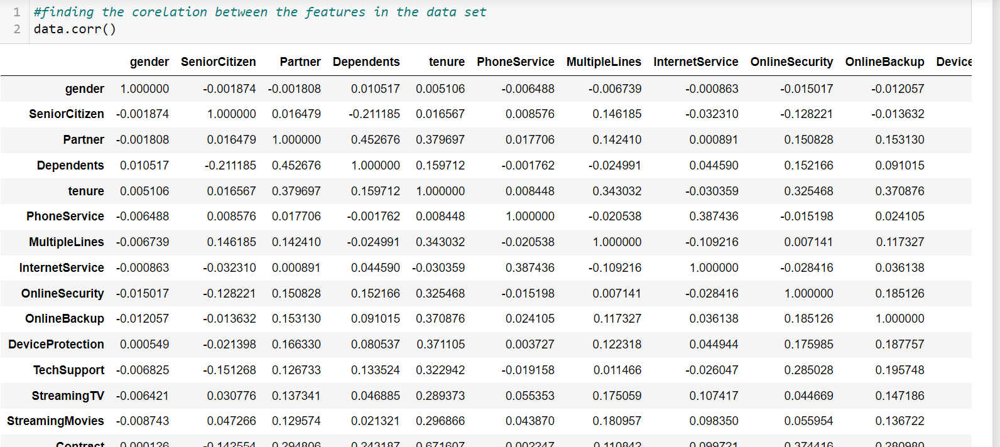 1 #finding the corelation between the features in the data set
2 data.corr()
gender SeniorCitizen Partner Dependents tenure PhoneService MultipleLines InternetService OnlineSecurity OnlineBackup Device
gender 1.000000 -0.001874 -0.001808 0.010517 0.005106 -0.006488 -0.006739 -0.000863 -0.015017 -0.012057
SeniorCitizen -0.001874 1.000000 0.016479 -0.211185 0.016567 0.008576 0.146185 -0.032310 -0.128221 -0.013632
Partner -0.001808 0.016479 1.000000 0.452676 0.379697 0.017706 0.142410 0.000891 0.150828 0.153130
Dependents 0.010517 -0.211185 0.452676 1.000000 0.159712 -0.001762 -0.024991 0.044590 0.152166 0.091015
tenure 0.005106 0.016567 0.379697 0.159712 1.000000 0.008448 0.343032 -0.030359 0.325468 0.370876
PhoneService -0.006488 0.008576 0.017706 -0.001762 0.008448 1.000000 -0.020538 0.387436 -0.015198 0.024105
MultipleLines -0.006739 0.146185 0.142410 -0.024991 0.343032 -0.020538 1.000000 -0.109216 0.007141 0.117327
InternetService -0.000863 -0.032310 0.000891 0.044590 -0.030359 0.387436 -0.109216 1.000000 -0.028416 0.036138
OnlineSecurity -0.015017 -0.128221 0.150828 0.152166 0.325468 -0.015198 0.007141 -0.028416 1.000000 0.185126
OnlineBackup -0.012057 -0.013632 0.153130 0.091015 0.370876 0.024105 0.117327 0.036138 0.185126 1.000000
DeviceProtection 0.000549 -0.021398 0.166330 0.080537 0.371105 0.003727 0.122318 0.044944 0.175985 0.187757
TechSupport -0.006825 -0.151268 0.126733 0.133524 0.322942 -0.019158 0.011466 -0.026047 0.285028 0.195748
StreamingTV -0.006421 0.030776 0.137341 0.046885 0.289373 0.055353 0.175059 0.107417 0.044669 0.147186
StreamingMovies -0.008743 0.047266 0.129574 0.021321 0.296866 0.043870 0.180957 0.098350 0.055954 0.136722
Contract 0.000126 -0.142554 0.294806 0.243187 0.671607 0.002247 0.110842 0.099721 0.374416 0.280980